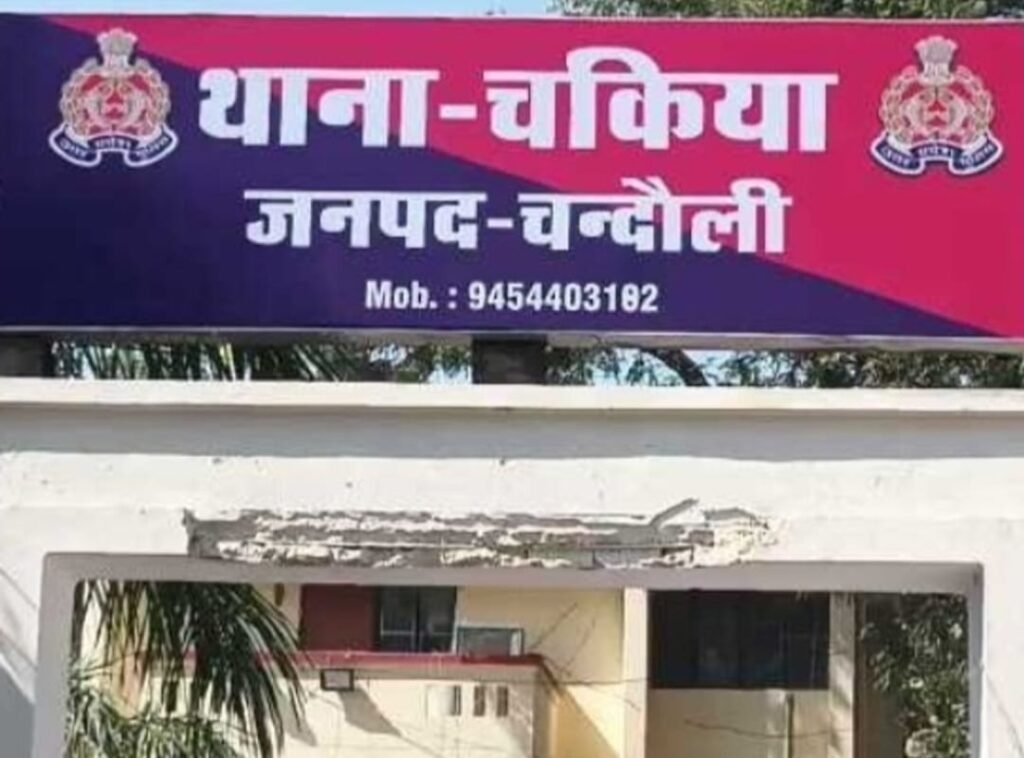 थाना-चकिया
जनपद-चन्दौली
Mob. : 9454403182